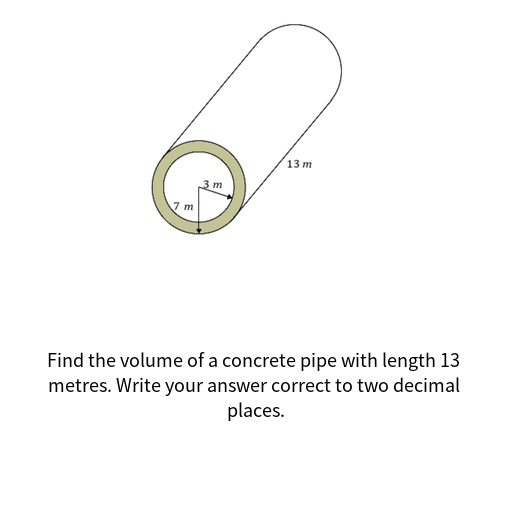 13 m
3 m
7 m
Find the volume of a concrete pipe with length 13
metres. Write your answer correct to two decimal
places.